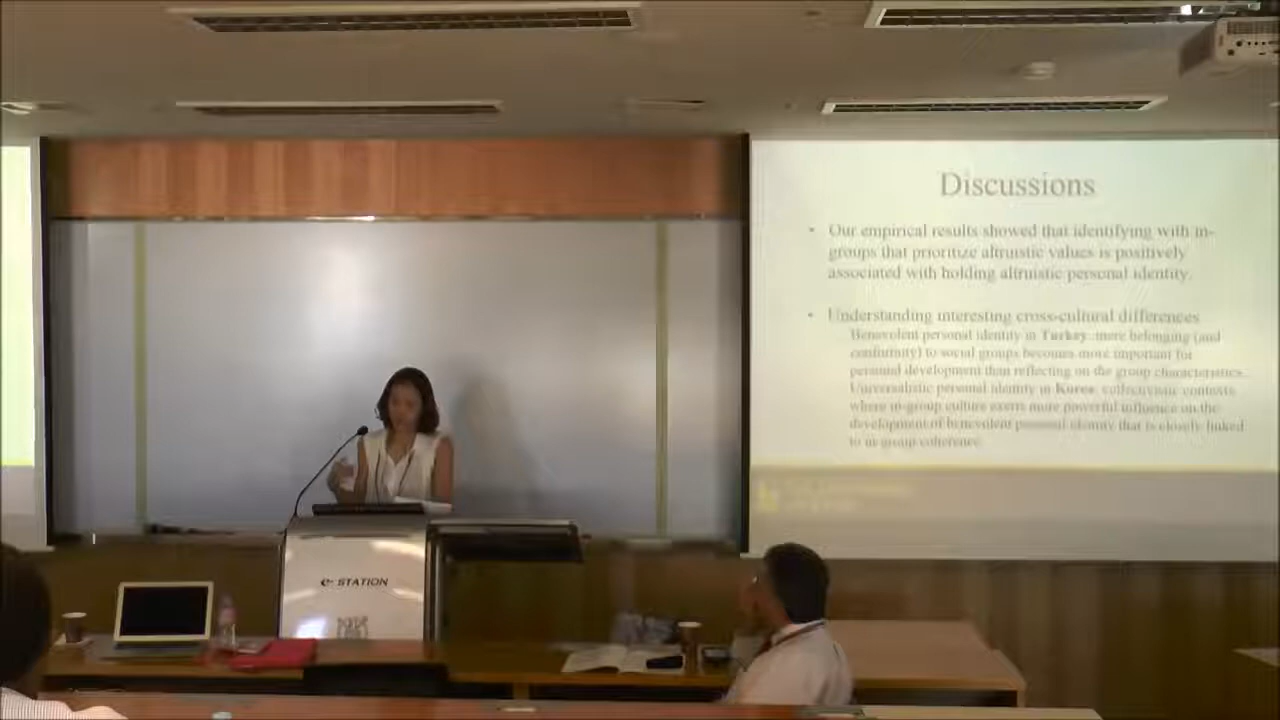 Discussions
• Our empirical results showed that identifying with in-
groups that prioritize altruistic values is positively
associated with holding altruistic personal identity.
• Understanding interesting cross-cultural differences
Benevolent personal identity in Turkey: mere belonging (and
conformity) to social groups becomes more important for
personal development than reflecting on the group characteristics.
Universalistic personal identity in Korea: collectivistic contexts
where in-group culture exerts more powerful influence on the
development of benevolent personal identity that is closely linked
to in-group coherence.
e-STATION